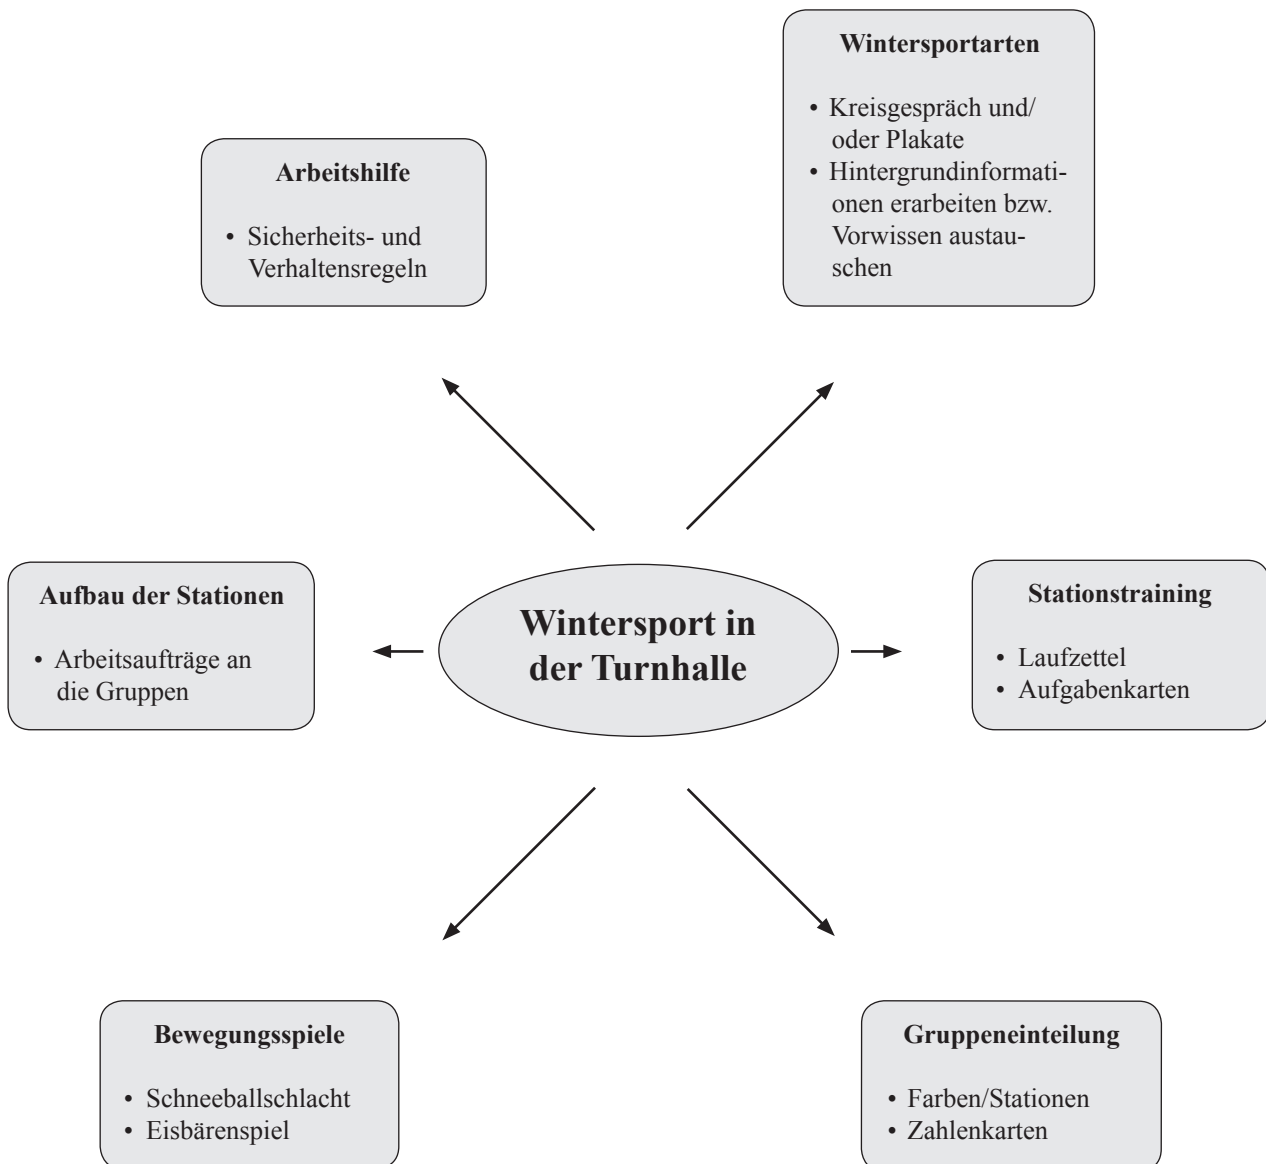 Wintersportarten
• Kreisgespräch und/
oder Plakate
• Hintergrundinformati-
onen erarbeiten bzw.
Vorwissen austau-
schen
Arbeitshilfe
• Sicherheits- und
Verhaltensregeln
Aufbau der Stationen
• Arbeitsaufträge an
die Gruppen
Wintersport in
der Turnhalle
Stationstraining
• Laufzettel
• Aufgabenkarten
Bewegungsspiele
• Schneeballschlacht
• Eisbärenspiel
Gruppeneinteilung
• Farben/Stationen
• Zahlenkarten